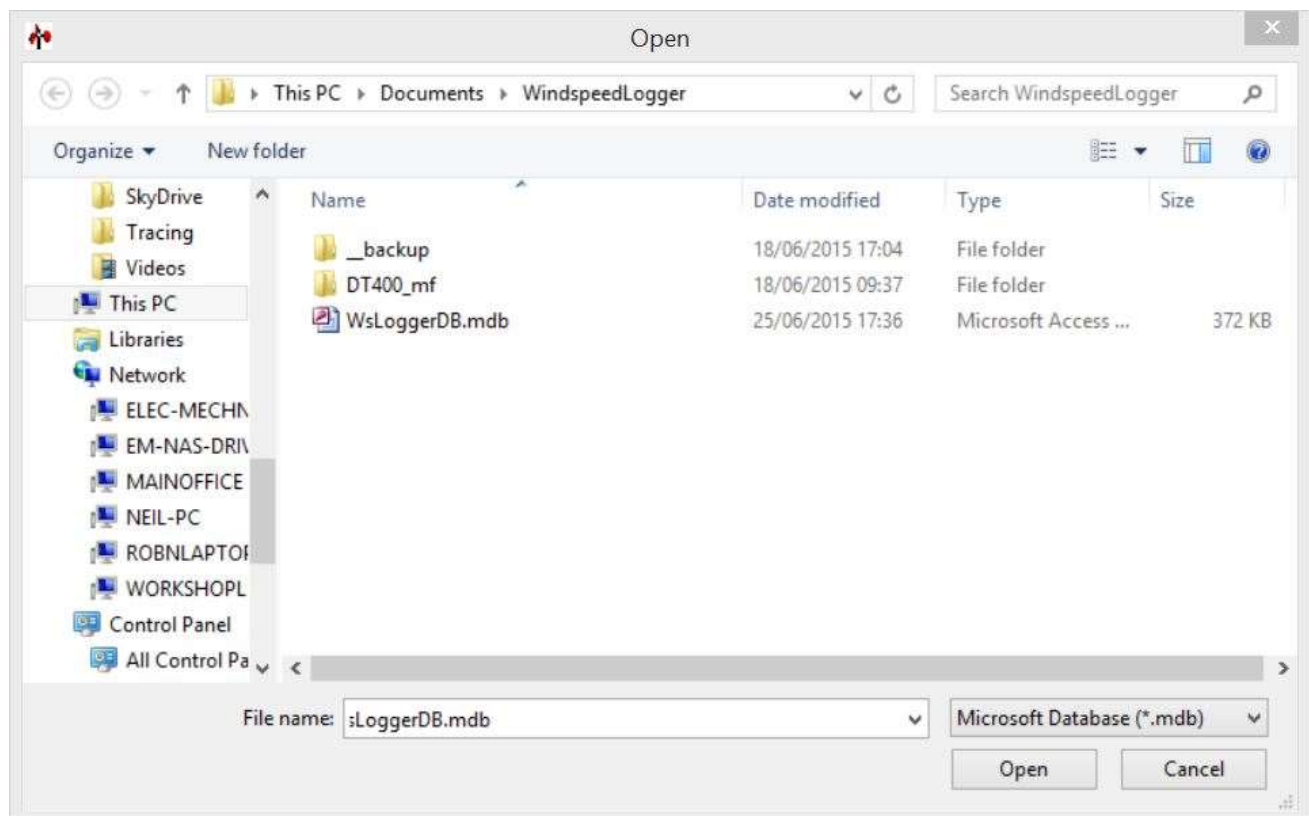 Open
This PC Documents WindspeedLogger
Search WindspeedLogger
Organize New folder
SkyDrive
Tracing
Videos
This PC
Libraries
Network
ELEC-MECHN
EM-NAS-DRIV
MAINOFFICE
NEIL-PC
ROBNLAPTOP
WORKSHOPL
Control Panel
All Control Pa
Name Date modified Type Size
__backup 18/06/2015 17:04 File folder
DT400_mf 18/06/2015 09:37 File folder
WsLoggerDB.mdb 25/06/2015 17:36 Microsoft Access ... 372 KB
File name: sLoggerDB.mdb Microsoft Database (*.mdb)
Open Cancel